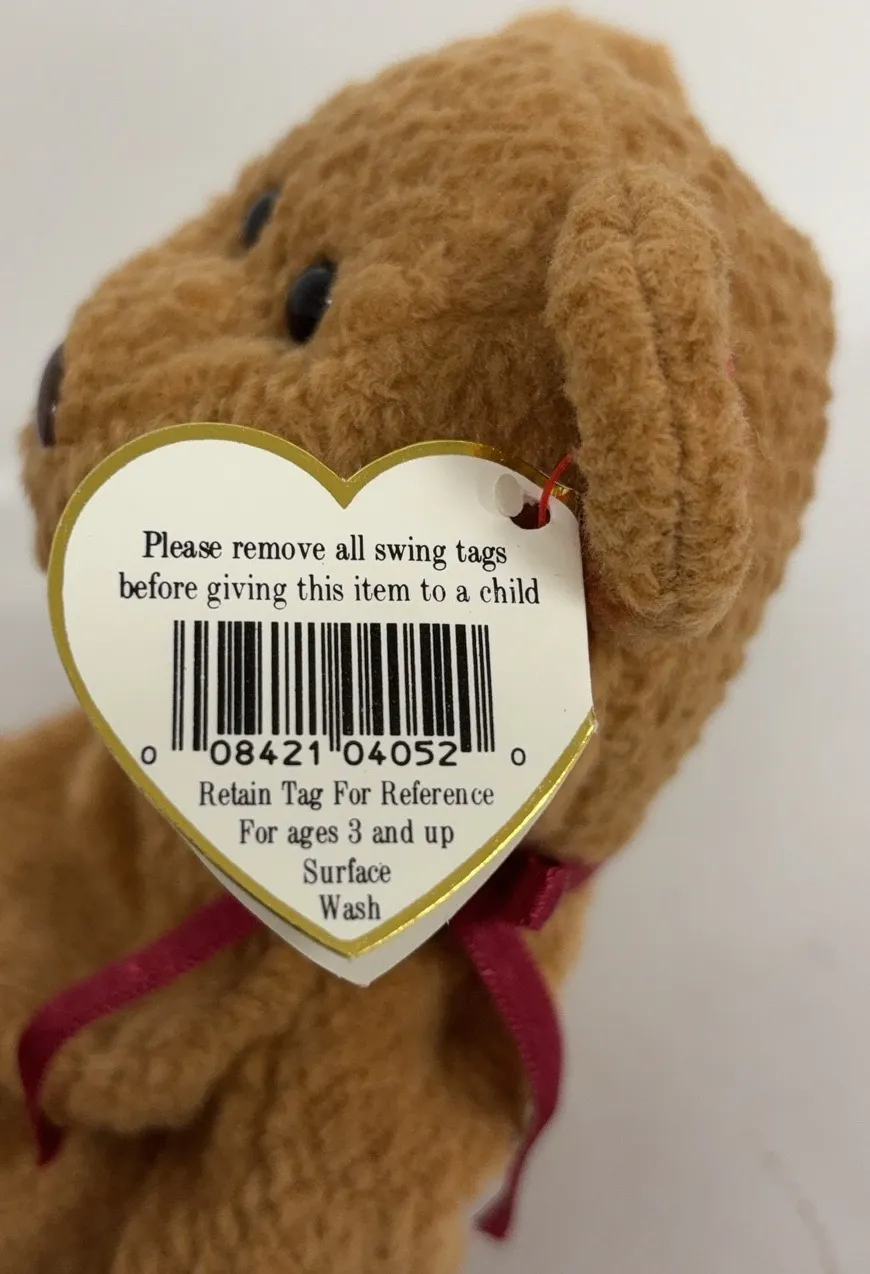 Please remove all swing tags
before giving this item to a child
0 08421 04052 0
Retain Tag For Reference
For ages 3 and up
Surface
Wash